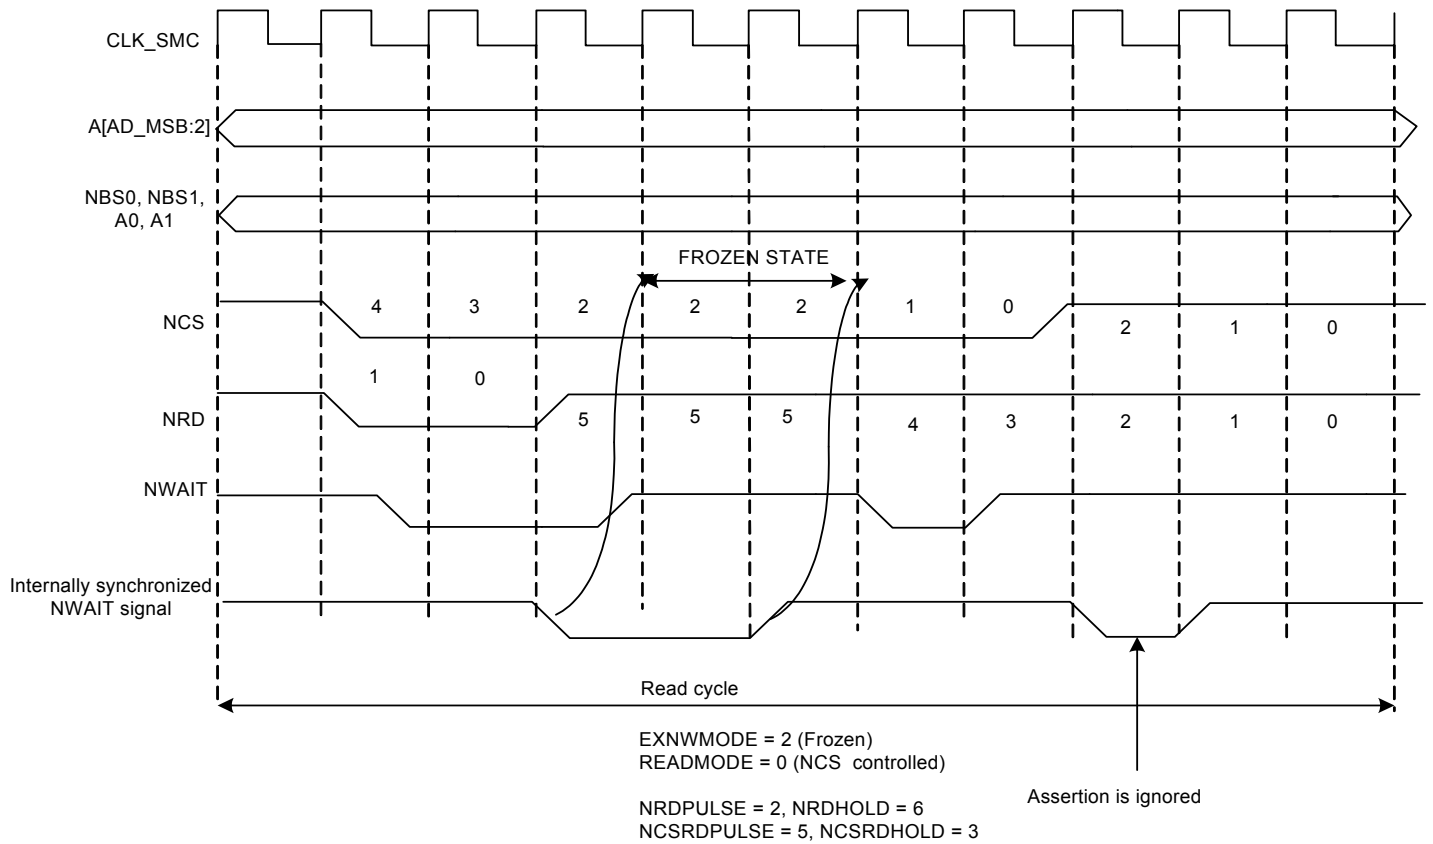 CLK_SMC
A[AD_MSB:2]
NBS0, NBS1,
A0, A1
FROZEN STATE
NCS
4 3 2 2 2 1 0
2 1 0
1 0
NRD
5 5 5 4 3 2 1 0
NWAIT
Internally synchronized
NWAIT signal
Read cycle
EXNWMODE = 2 (Frozen)
READMODE = 0 (NCS controlled)
Assertion is ignored
NRDPULSE = 2, NRDHOLD = 6
NCSRDPULSE = 5, NCSRDHOLD = 3